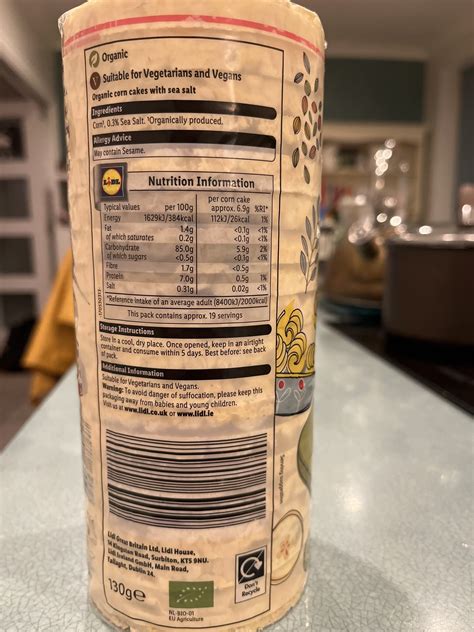 Organic
Suitable for Vegetarians and Vegans
Organic corn cakes with sea salt
Ingredients
Corn¹, 0.3% Sea Salt. ¹Organically produced.
Allergy Advice
May contain Sesame.
LIDL
Nutrition Information
Typical values per 100g per corn cake approx. 6.9g %RI*
Energy 1629kJ/384kcal 112kJ/26kcal 1%
Fat 1.4g <0.1g <1%
of which saturates 0.2g <0.1g <1%
Carbohydrate 85.0g 5.9g 2%
of which sugars <0.5g <0.1g <1%
Fibre 1.7g <0.5g
Protein 7.0g 0.5g 1%
Salt 0.31g 0.02g <1%
*Reference intake of an average adult (8400kJ/2000kcal)
This pack contains approx. 19 servings
Storage Instructions
Store in a cool, dry place. Once opened, keep in an airtight
container and consume within 5 days. Best before: see back
of pack.
Additional Information
Suitable for Vegetarians and Vegans.
Warning: To avoid danger of suffocation, please keep this
packaging away from babies and young children.
Visit us at www.lidl.co.uk or www.lidl.ie
Serving suggestion
Lidl Great Britain Ltd, Lidl House,
14 Kingston Road, Surbiton, KT5 9NU.
Lidl Ireland GmbH, Main Road,
Tallaght, Dublin 24.
130g e
Don't
Recycle
NL-BIO-01
EU Agriculture